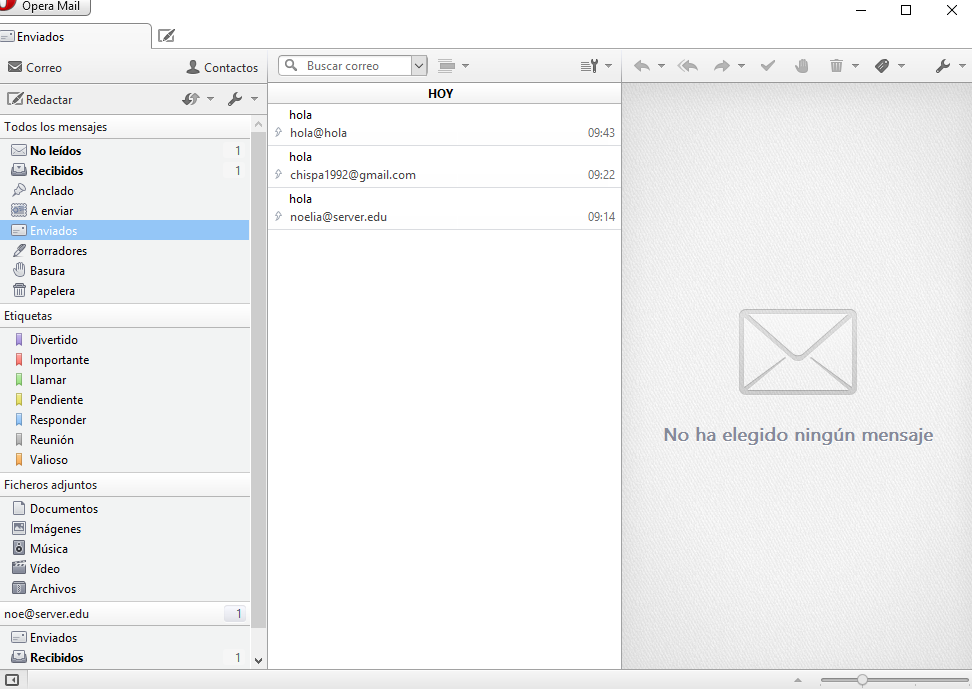 Opera Mail
Enviados
Correo
Contactos
Redactar
Todos los mensajes
No leídos 1
Recibidos 1
Anclado
A enviar
Enviados
Borradores
Basura
Papelera
Etiquetas
Divertido
Importante
Llamar
Pendiente
Responder
Reunión
Valioso
Ficheros adjuntos
Documentos
Imágenes
Música
Vídeo
Archivos
noe@server.edu 1
Enviados
Recibidos 1
Buscar correo
HOY
hola
hola@hola 09:43
hola
chispa1992@gmail.com 09:22
hola
noelia@server.edu 09:14
No ha elegido ningún mensaje